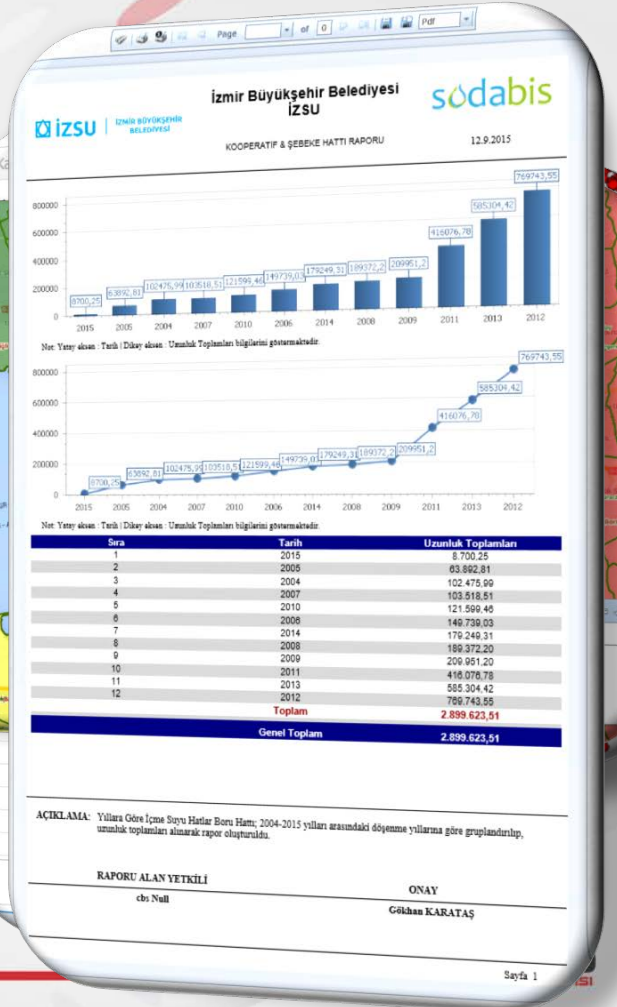 Page of 0 Pdf
İzmir Büyükşehir Belediyesi
İZSU
sodabis
İZSU İZMİR BÜYÜKŞEHİR
BELEDİYESİ
KOOPERATİF & ŞEBEKE HATTI RAPORU
12.9.2015
800000
600000
400000
200000
0
8700,25 63892,81 102475,99 103518,51 121599,46 149739,03 179249,31 189372,2 209951,2 416076,78 585304,42 769743,55
2015 2005 2004 2007 2010 2006 2014 2008 2009 2011 2013 2012
Not: Yatay aksan : Tarih | Dikey aksan : Uzunluk Toplamları bilgilerini göstermektedir.
800000
600000
400000
200000
0
8700,25 63892,81 102475,99 103518,51 121599,46 149739,03 179249,31 189372,2 209951,2 416076,78 585304,42 769743,55
2015 2005 2004 2007 2010 2006 2014 2008 2009 2011 2013 2012
Not: Yatay aksan : Tarih | Dikey aksan : Uzunluk Toplamları bilgilerini göstermektedir.
Sıra Tarih Uzunluk Toplamları
1 2015 8.700,25
2 2005 63.892,81
3 2004 102.475,99
4 2007 103.518,51
5 2010 121.599,46
6 2006 149.739,03
7 2014 179.249,31
8 2008 189.372,20
9 2009 209.951,20
10 2011 416.076,78
11 2013 585.304,42
12 2012 769.743,55
Toplam 2.899.623,51
Genel Toplam 2.899.623,51
AÇIKLAMA: Yıllara Göre İçme Suyu Hatlar Boru Hattı; 2004-2015 yılları arasındaki döşenme yıllarına göre gruplandırılıp,
uzunluk toplamları alınarak rapor oluşturuldu.
RAPORU ALAN YETKİLİ
ONAY
cbs Null
Gökhan KARATAŞ
Sayfa 1